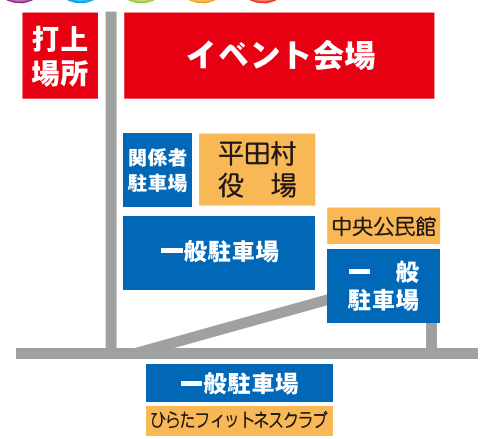 打上
場所
イベント会場
関係者
駐車場
平田村
役　場
一般駐車場
中央公民館
一　般
駐車場
一般駐車場
ひらたフィットネスクラブ